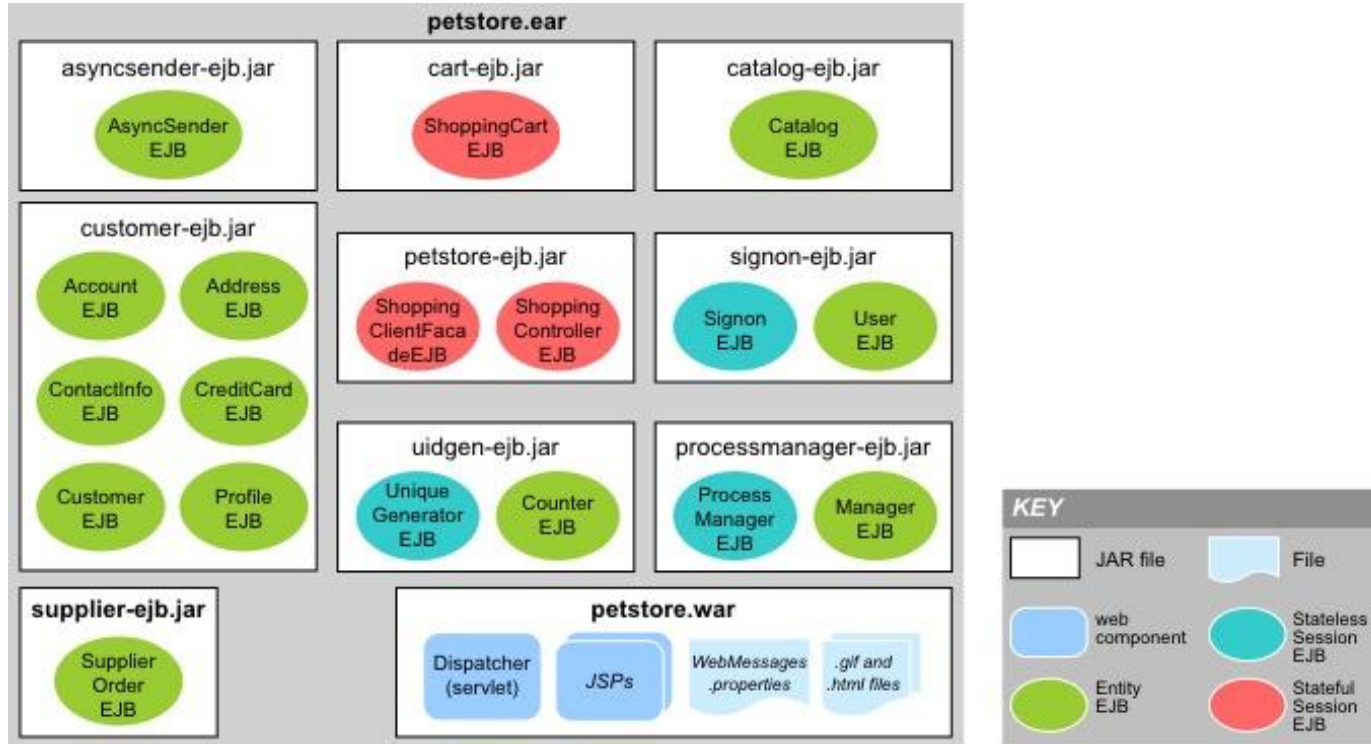 petstore.ear
asyncsender-ejb.jar
AsyncSender
EJB
cart-ejb.jar
ShoppingCart
EJB
catalog-ejb.jar
Catalog
EJB
customer-ejb.jar
Account
EJB
Address
EJB
ContactInfo
EJB
CreditCard
EJB
Customer
EJB
Profile
EJB
petstore-ejb.jar
Shopping
ClientFaca
deEJB
Shopping
Controller
EJB
signon-ejb.jar
Signon
EJB
User
EJB
uidgen-ejb.jar
Unique
Generator
EJB
Counter
EJB
processmanager-ejb.jar
Process
Manager
EJB
Manager
EJB
supplier-ejb.jar
Supplier
Order
EJB
petstore.war
Dispatcher
(servlet)
JSPs
WebMessages
.properties
.gif and
.html files
KEY
JAR file
File
web
component
Stateless
Session
EJB
Entity
EJB
Stateful
Session
EJB